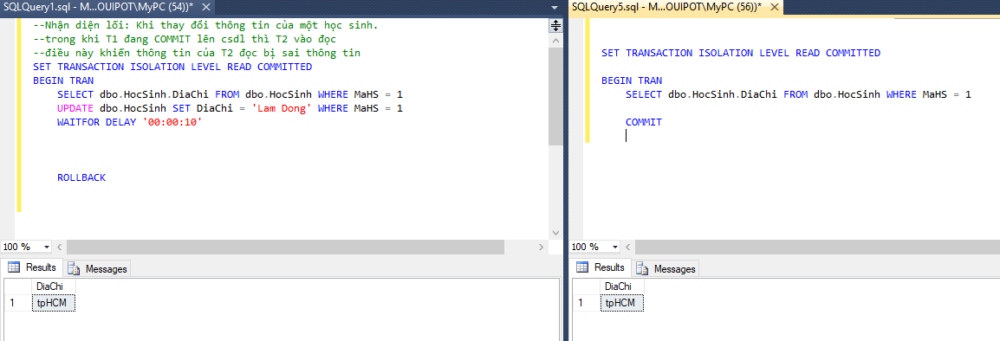 SQLQuery1.sql - M...OUIPOT\MyPC (54))*
--Nhận diện lối: Khi thay đổi thông tin của một học sinh.
--trong khi T1 đang COMMIT lên csdl thì T2 vào đọc
--điều này khiến thông tin của T2 đọc bị sai thông tin
SET TRANSACTION ISOLATION LEVEL READ COMMITTED
BEGIN TRAN
SELECT dbo.HocSinh.DiaChi FROM dbo.HocSinh WHERE MaHS = 1
UPDATE dbo.HocSinh SET DiaChi = 'Lam Dong' WHERE MaHS = 1
WAITFOR DELAY '00:00:10'
ROLLBACK
100 %
Results Messages
DiaChi
1 tpHCM
SQLQuery5.sql - M...OUIPOT\MyPC (56))*
SET TRANSACTION ISOLATION LEVEL READ COMMITTED
BEGIN TRAN
SELECT dbo.HocSinh.DiaChi FROM dbo.HocSinh WHERE MaHS = 1
COMMIT
100 %
Results Messages
DiaChi
1 tpHCM